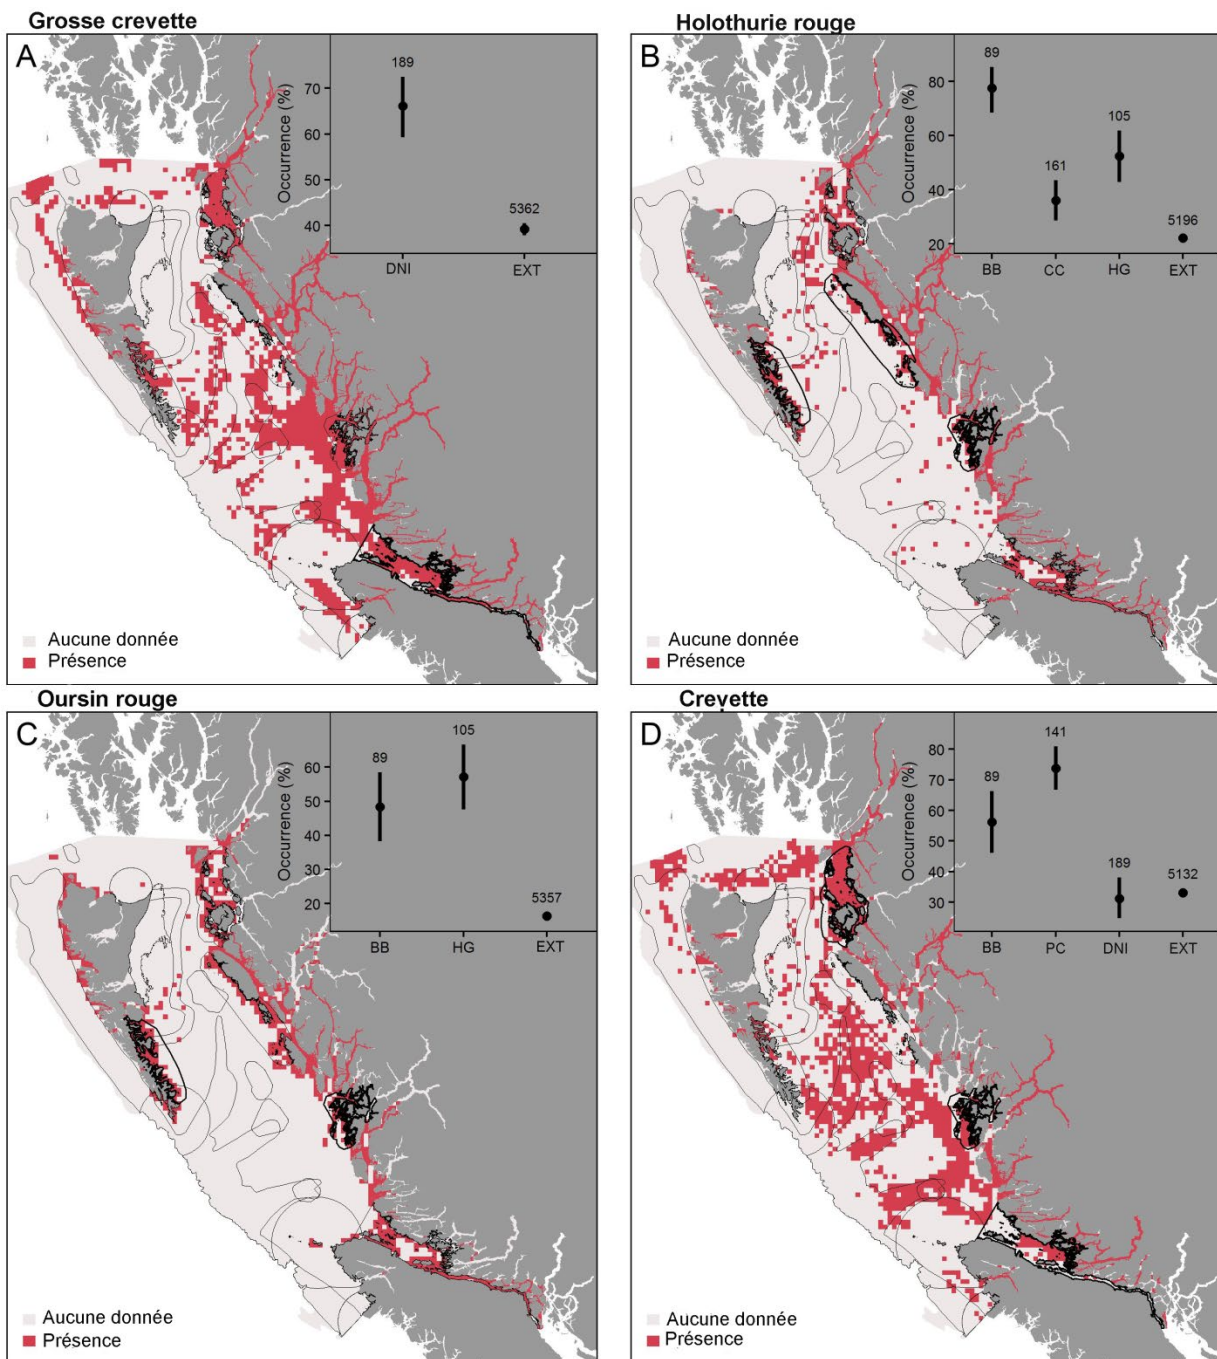 Grosse crevette
A
Occurrence (%)
70
60
50
40
189
5362
DNI EXT
Aucune donnée
Présence
Holothurie rouge
B
Occurrence (%)
80
60
40
20
89
161
105
5196
BB CC HG EXT
Aucune donnée
Présence
Oursin rouge
C
Occurrence (%)
60
50
40
30
20
89
105
5357
BB HG EXT
Aucune donnée
Présence
Crevette
D
Occurrence (%)
80
70
60
50
40
30
89
141
189
5132
BB PC DNI EXT
Aucune donnée
Présence